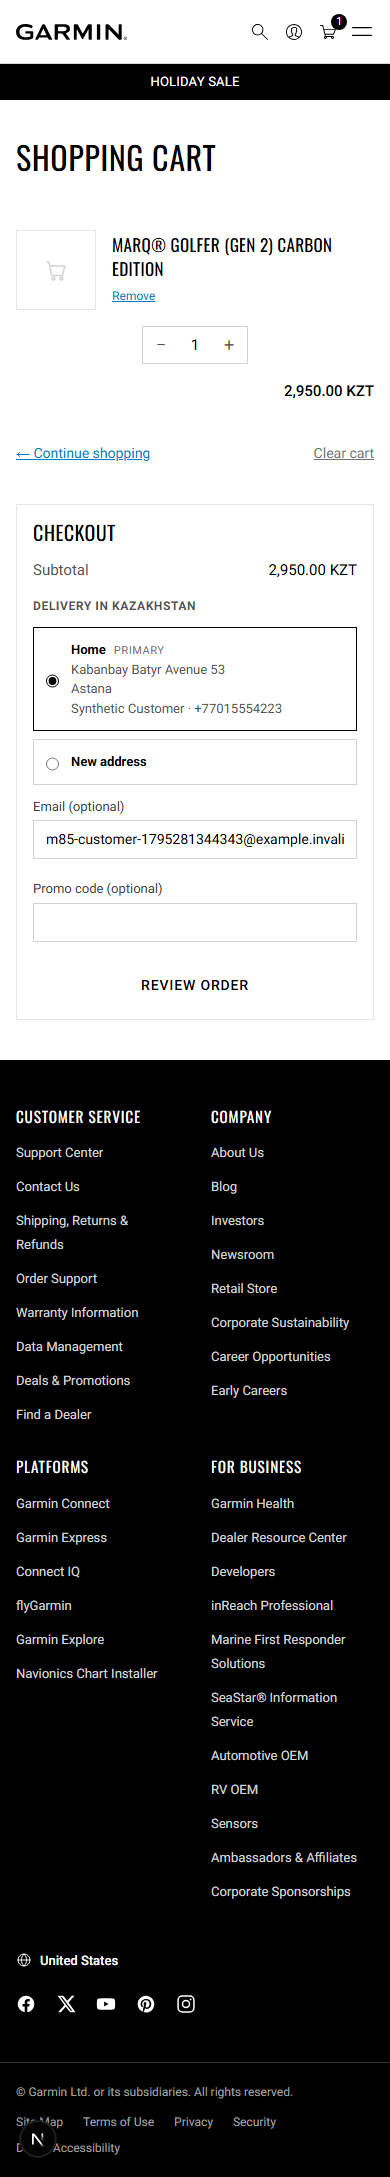 GARMIN
1
HOLIDAY SALE
SHOPPING CART
MARQ® GOLFER (GEN 2) CARBON
EDITION
Remove
− 1 +
2,950.00 KZT
← Continue shopping
Clear cart
CHECKOUT
Subtotal
2,950.00 KZT
DELIVERY IN KAZAKHSTAN
Home PRIMARY
Kabanbay Batyr Avenue 53
Astana
Synthetic Customer · +77015554223
New address
Email (optional)
m85-customer-1795281344343@example.invali
Promo code (optional)
REVIEW ORDER
CUSTOMER SERVICE
Support Center
Contact Us
Shipping, Returns &
Refunds
Order Support
Warranty Information
Data Management
Deals & Promotions
Find a Dealer
COMPANY
About Us
Blog
Investors
Newsroom
Retail Store
Corporate Sustainability
Career Opportunities
Early Careers
PLATFORMS
Garmin Connect
Garmin Express
Connect IQ
flyGarmin
Garmin Explore
Navionics Chart Installer
FOR BUSINESS
Garmin Health
Dealer Resource Center
Developers
inReach Professional
Marine First Responder
Solutions
SeaStar® Information
Service
Automotive OEM
RV OEM
Sensors
Ambassadors & Affiliates
Corporate Sponsorships
United States
© Garmin Ltd. or its subsidiaries. All rights reserved.
Site Map
Terms of Use
Privacy
Security
N
Accessibility